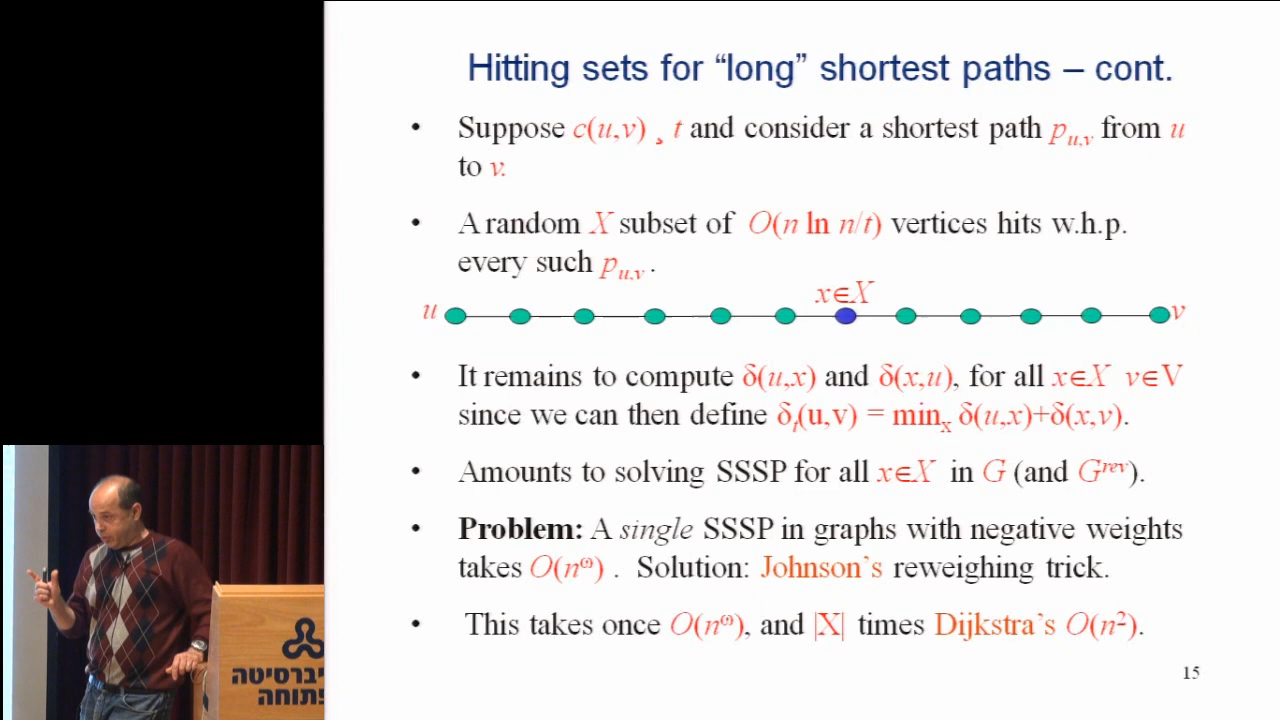 Hitting sets for “long” shortest paths – cont.
• Suppose c(u,v) ¸ t and consider a shortest path pu,v from u
to v.
• A random X subset of O(n ln n/t) vertices hits w.h.p.
every such pu,v .
x∈X
u v
• It remains to compute δ(u,x) and δ(x,u), for all x∈X v∈V
since we can then define δt(u,v) = minx δ(u,x)+δ(x,v).
• Amounts to solving SSSP for all x∈X in G (and Grev).
• Problem: A single SSSP in graphs with negative weights
takes O(nω) . Solution: Johnson's reweighing trick.
• This takes once O(nω), and |X| times Dijkstra's O(n2).
15
יברסיטה
פתוחה